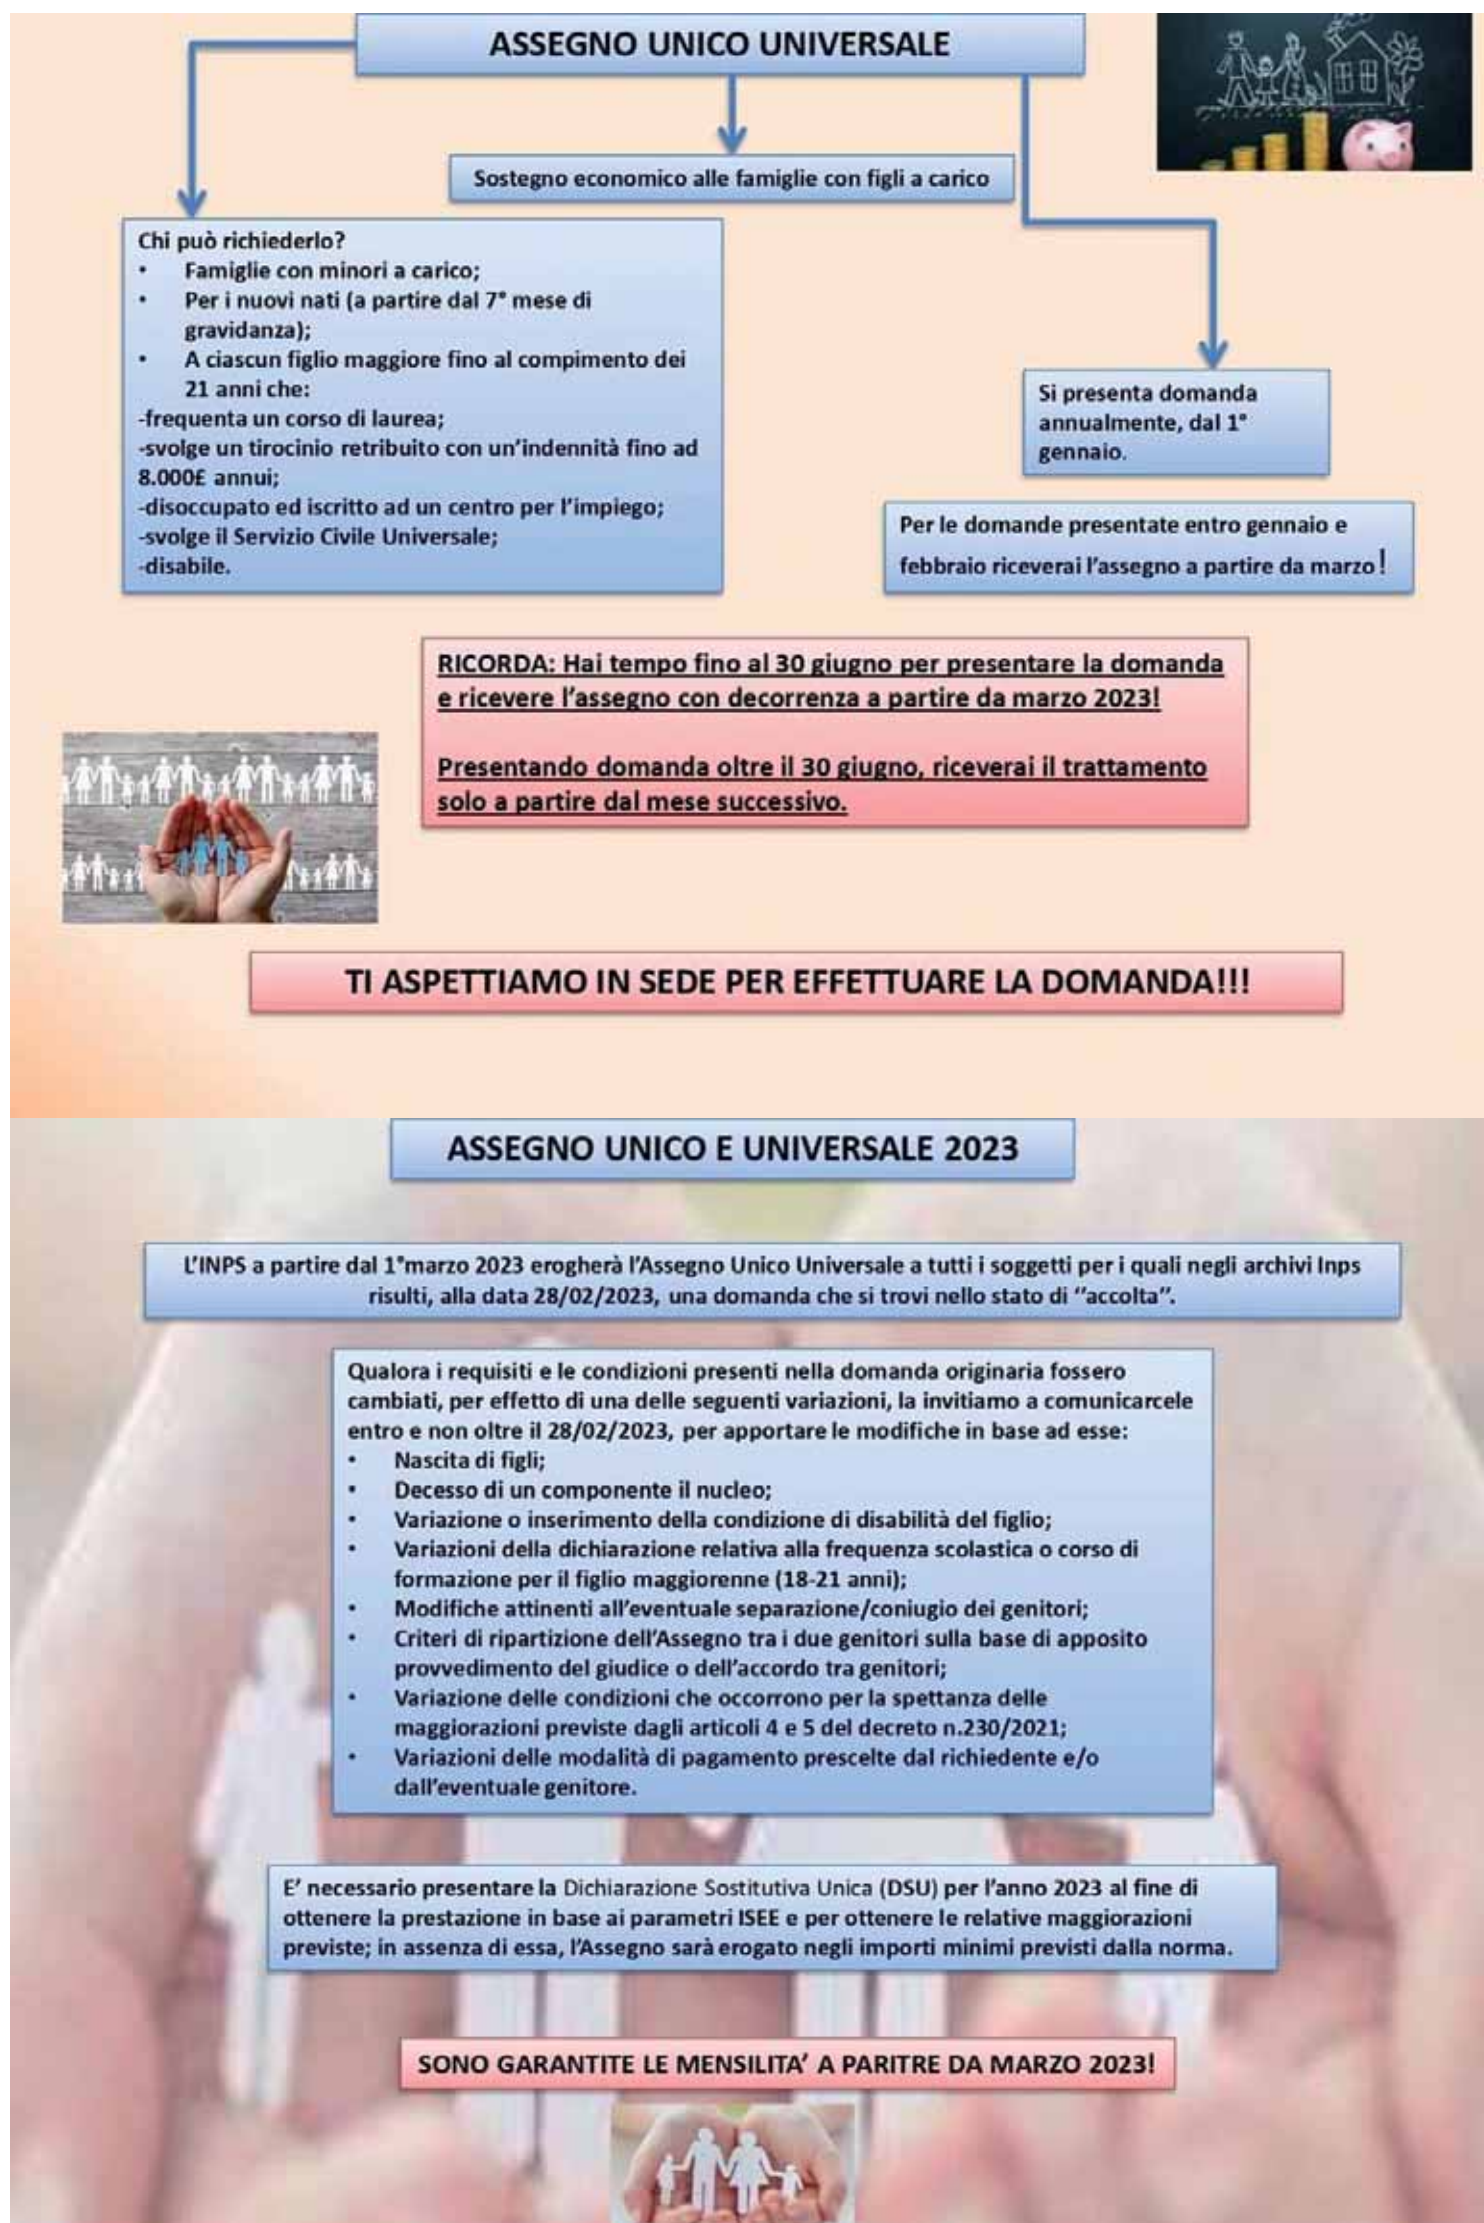 ASSEGNO UNICO UNIVERSALE
Sostegno economico alle famiglie con figli a carico
Chi può richiederlo?
• Famiglie con minori a carico;
• Per i nuovi nati (a partire dal 7° mese di
gravidanza);
• A ciascun figlio maggiore fino al compimento dei
21 anni che:
-frequenta un corso di laurea;
-svolge un tirocinio retribuito con un'indennità fino ad
8.000£ annui;
-disoccupato ed iscritto ad un centro per l'impiego;
-svolge il Servizio Civile Universale;
-disabile.
Si presenta domanda
annualmente, dal 1°
gennaio.
Per le domande presentate entro gennaio e
febbraio riceverai l'assegno a partire da marzo!
RICORDA: Hai tempo fino al 30 giugno per presentare la domanda
e ricevere l'assegno con decorrenza a partire da marzo 2023!
Presentando domanda oltre il 30 giugno, riceverai il trattamento
solo a partire dal mese successivo.
TI ASPETTIAMO IN SEDE PER EFFETTUARE LA DOMANDA!!!
ASSEGNO UNICO E UNIVERSALE 2023
L'INPS a partire dal 1°marzo 2023 erogherà l'Assegno Unico Universale a tutti i soggetti per i quali negli archivi Inps
risulti, alla data 28/02/2023, una domanda che si trovi nello stato di "accolta".
Qualora i requisiti e le condizioni presenti nella domanda originaria fossero
cambiati, per effetto di una delle seguenti variazioni, la invitiamo a comunicarcele
entro e non oltre il 28/02/2023, per apportare le modifiche in base ad esse:
• Nascita di figli;
• Decesso di un componente il nucleo;
• Variazione o inserimento della condizione di disabilità del figlio;
• Variazioni della dichiarazione relativa alla frequenza scolastica o corso di
formazione per il figlio maggiorenne (18-21 anni);
• Modifiche attinenti all'eventuale separazione/coniugio dei genitori;
• Criteri di ripartizione dell'Assegno tra i due genitori sulla base di apposito
provvedimento del giudice o dell'accordo tra genitori;
• Variazione delle condizioni che occorrono per la spettanza delle
maggiorazioni previste dagli articoli 4 e 5 del decreto n.230/2021;
• Variazioni delle modalità di pagamento prescelte dal richiedente e/o
dall'eventuale genitore.
E' necessario presentare la Dichiarazione Sostitutiva Unica (DSU) per l'anno 2023 al fine di
ottenere la prestazione in base ai parametri ISEE e per ottenere le relative maggiorazioni
previste; in assenza di essa, l'Assegno sarà erogato negli importi minimi previsti dalla norma.
SONO GARANTITE LE MENSILITA' A PARITRE DA MARZO 2023!